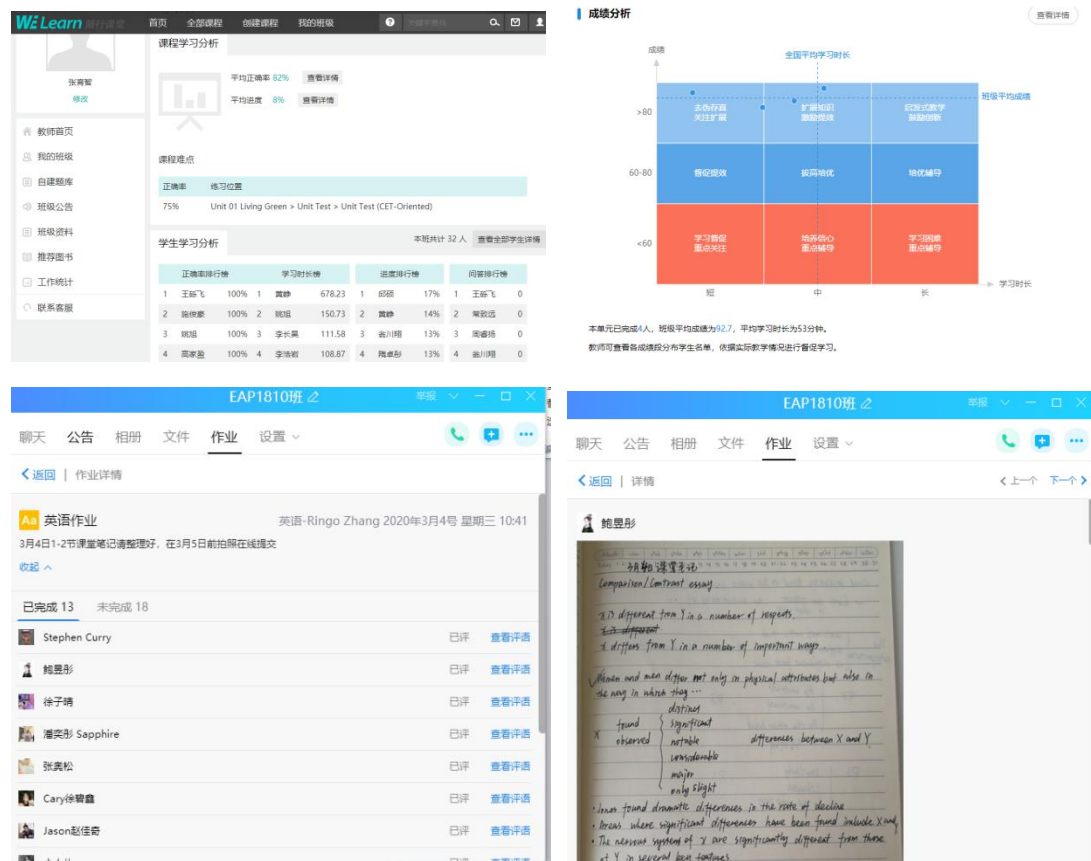 WE Learn 随行课堂
首页 全部课程 创建课程 我的班级
张宵智
修改
教师首页
我的班级
自建题库
班级公告
班级资料
推荐图书
工作统计
联系客服
课程学习分析
平均正确率 82% 查看详情
平均进度 8% 查看详情
课程难点
正确率 练习位置
75% Unit 01 Living Green > Unit Test > Unit Test (CET-Oriented)
学生学习分析 本班共计 32 人 查看全部学生详情
正确率排行榜 学习时长榜 进度排行榜 问答排行榜
1 王砾飞 100% 1 黄峥 678.23 1 邱硕 17% 1 王砾飞 0
2 施俊豪 100% 2 姚旭 150.73 2 黄峥 14% 2 常致远 0
3 姚旭 100% 3 李长昊 111.58 3 翁川翔 13% 3 周睿扬 0
4 高家盈 100% 4 李浩岩 108.87 4 隋卓彤 13% 4 翁川翔 0
成绩分析 查看详情
成绩
全国平均学习时长
班级平均成绩
>80
去伪存真
关注扩展
扩展知识
激励提效
启发式教学
鼓励创新
60-80
督促提效
拔高培优
培优辅导
<60
学习督促
重点关注
培养信心
重点辅导
学习困难
重点辅导
短 中 长
学习时长
本单元已完成4人，班级平均成绩为92.7，平均学习时长为53分钟。
教师可查看各成绩段分布学生名单，依据实际教学情况进行督促学习。
EAP1810班 举报
聊天 公告 相册 文件 作业 设置
返回 | 作业详情
Aa 英语作业 英语-Ringo Zhang 2020年3月4号 星期三 10:41
3月4日1-2节课堂笔记请整理好，在3月5日前拍照在线提交
收起
已完成 13 未完成 18
Stephen Curry 已评 查看评语
鲍昱彤 已评 查看评语
徐子晴 已评 查看评语
潘奕彤 Sapphire 已评 查看评语
张奥松 已评 查看评语
Cary徐碧鑫 已评 查看评语
Jason赵佳奇 已评 查看评语
EAP1810班 举报
聊天 公告 相册 文件 作业 设置
返回 | 详情 上一个 下一个
鲍昱彤
3月4日 课堂笔记
Comparison/Contrast essay
X is different from Y in a number of respects.
X is different
X differs from Y in a number of important ways.
Women and men differ not only in physical attributes but also in
the way in which they ...
distinct
found significant
X observed notable differences between X and Y
considerable
major
only slight
· Jones found dramatic differences in the rate of decline
· Areas where significant differences have been found include X and
· The nervous system of X are significantly different from those
of Y in several key features